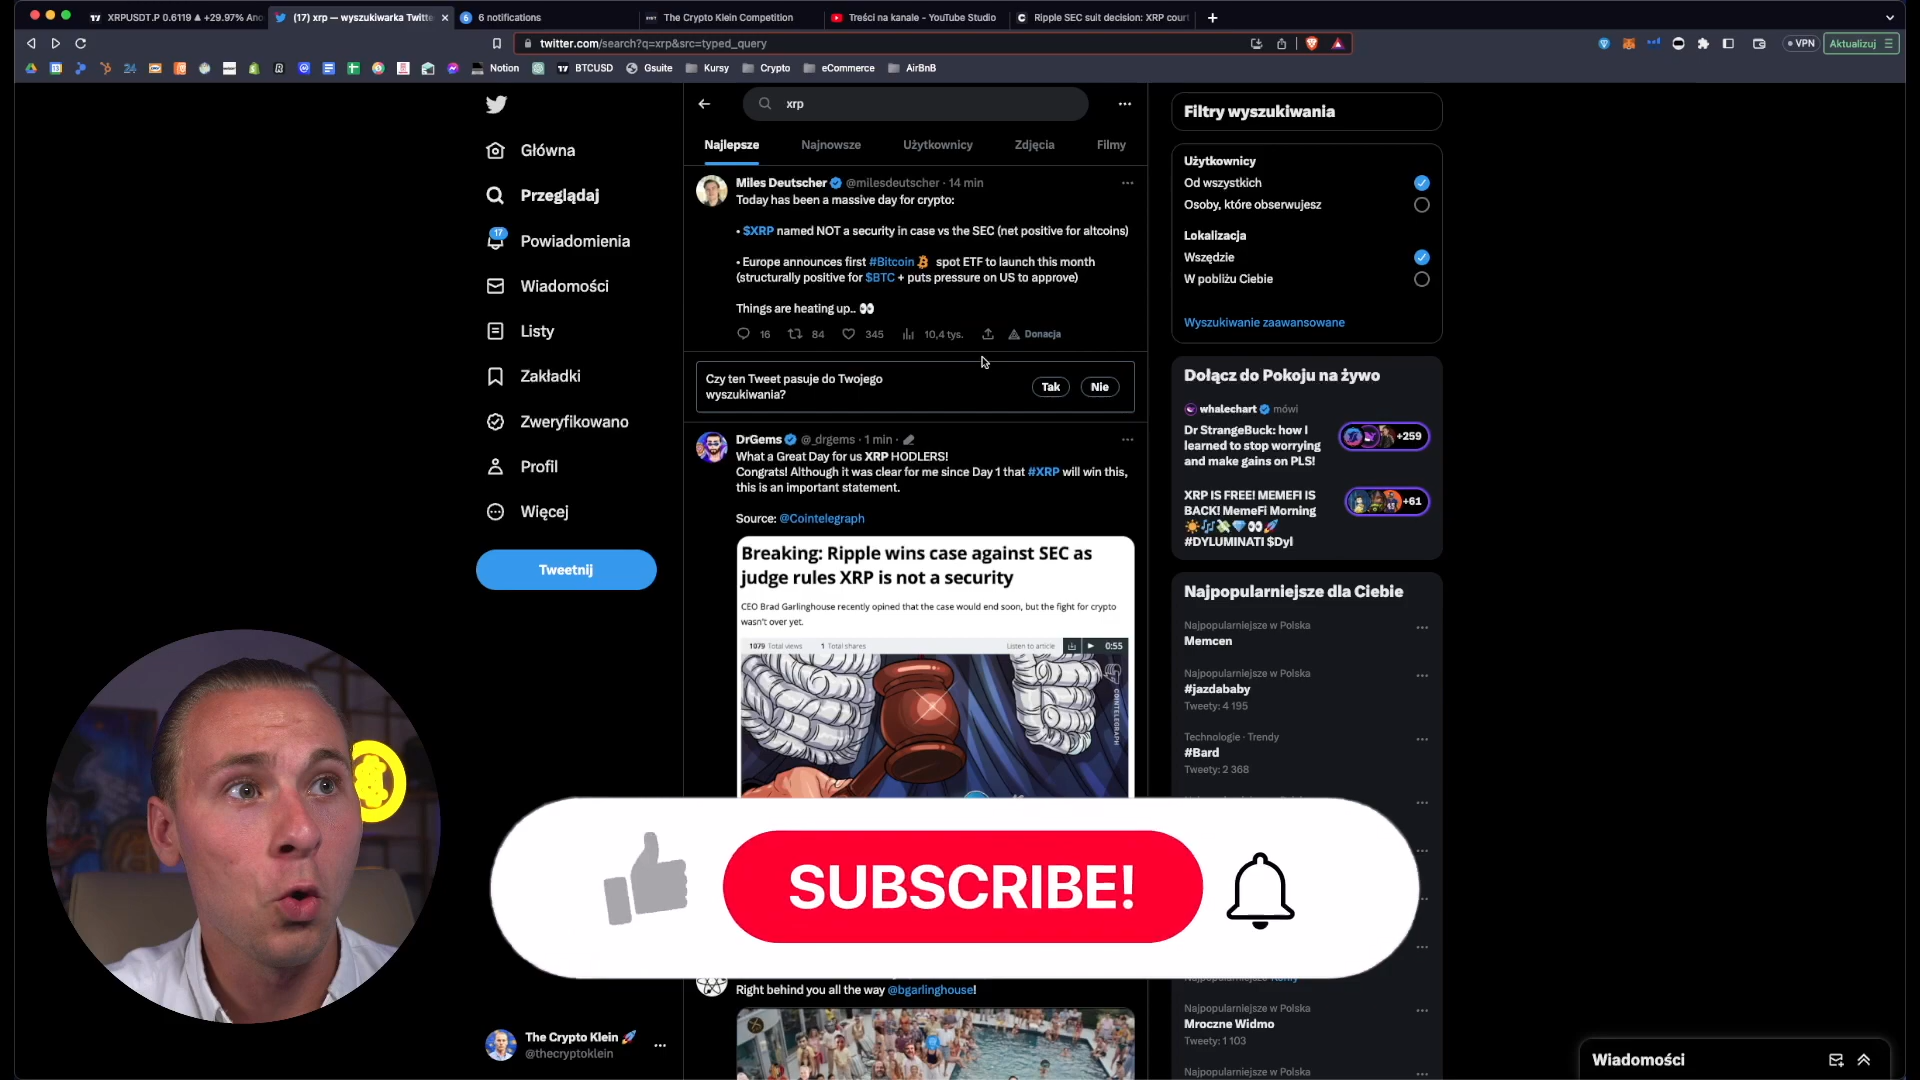 XRPUSDT.P 0.6119 ▲ +29.97% Ano
(17) xrp — wyszukiwarka Twitte
6 notifications
The Crypto Klein Competition
Treści na kanale - YouTube Studio
Ripple SEC suit decision: XRP court
twitter.com/search?q=xrp&src=typed_query
VPN
Aktualizuj
Notion
BTCUSD
Gsuite
Kursy
Crypto
eCommerce
AirBnB
Główna
Przeglądaj
17
Powiadomienia
Wiadomości
Listy
Zakładki
Zweryfikowano
Profil
Więcej
Tweetnij
The Crypto Klein 🚀
@thecryptoklein
xrp
Najlepsze
Najnowsze
Użytkownicy
Zdjęcia
Filmy
Miles Deutscher @milesdeutscher · 14 min
Today has been a massive day for crypto:
• $XRP named NOT a security in case vs the SEC (net positive for altcoins)
• Europe announces first #Bitcoin spot ETF to launch this month
(structurally positive for $BTC + puts pressure on US to approve)
Things are heating up.. 👀
16 84 345 10,4 tys. Donacja
Czy ten Tweet pasuje do Twojego
wyszukiwania?
Tak
Nie
DrGems @_drgems · 1 min ·
What a Great Day for us XRP HODLERS!
Congrats! Although it was clear for me since Day 1 that #XRP will win this,
this is an important statement.
Source: @Cointelegraph
Breaking: Ripple wins case against SEC as
judge rules XRP is not a security
CEO Brad Garlinghouse recently opined that the case would end soon, but the fight for crypto
wasn't over yet.
1079 Total views
1 Total shares
Listen to article
0:55
COINTELEGRAPH
SUBSCRIBE!
Right behind you all the way @bgarlinghouse!
Filtry wyszukiwania
Użytkownicy
Od wszystkich
Osoby, które obserwujesz
Lokalizacja
Wszędzie
W pobliżu Ciebie
Wyszukiwanie zaawansowane
Dołącz do Pokoju na żywo
whalechart mówi
Dr StrangeBuck: how I
learned to stop worrying
and make gains on PLS!
+259
XRP IS FREE! MEMEFI IS
BACK! MemeFi Morning
☀️🎶💸💎👀🚀
#DYLUMINATI $Dyl
+61
Najpopularniejsze dla Ciebie
Najpopularniejsze w Polska
Memcen
Najpopularniejsze w Polska
#jazdababy
Tweety: 4 195
Technologie · Trendy
#Bard
Tweety: 2 368
Najpopularniejsze w Polska
Mroczne Widmo
Tweety: 1 103
Najpopularniejsze w Polska
Wiadomości